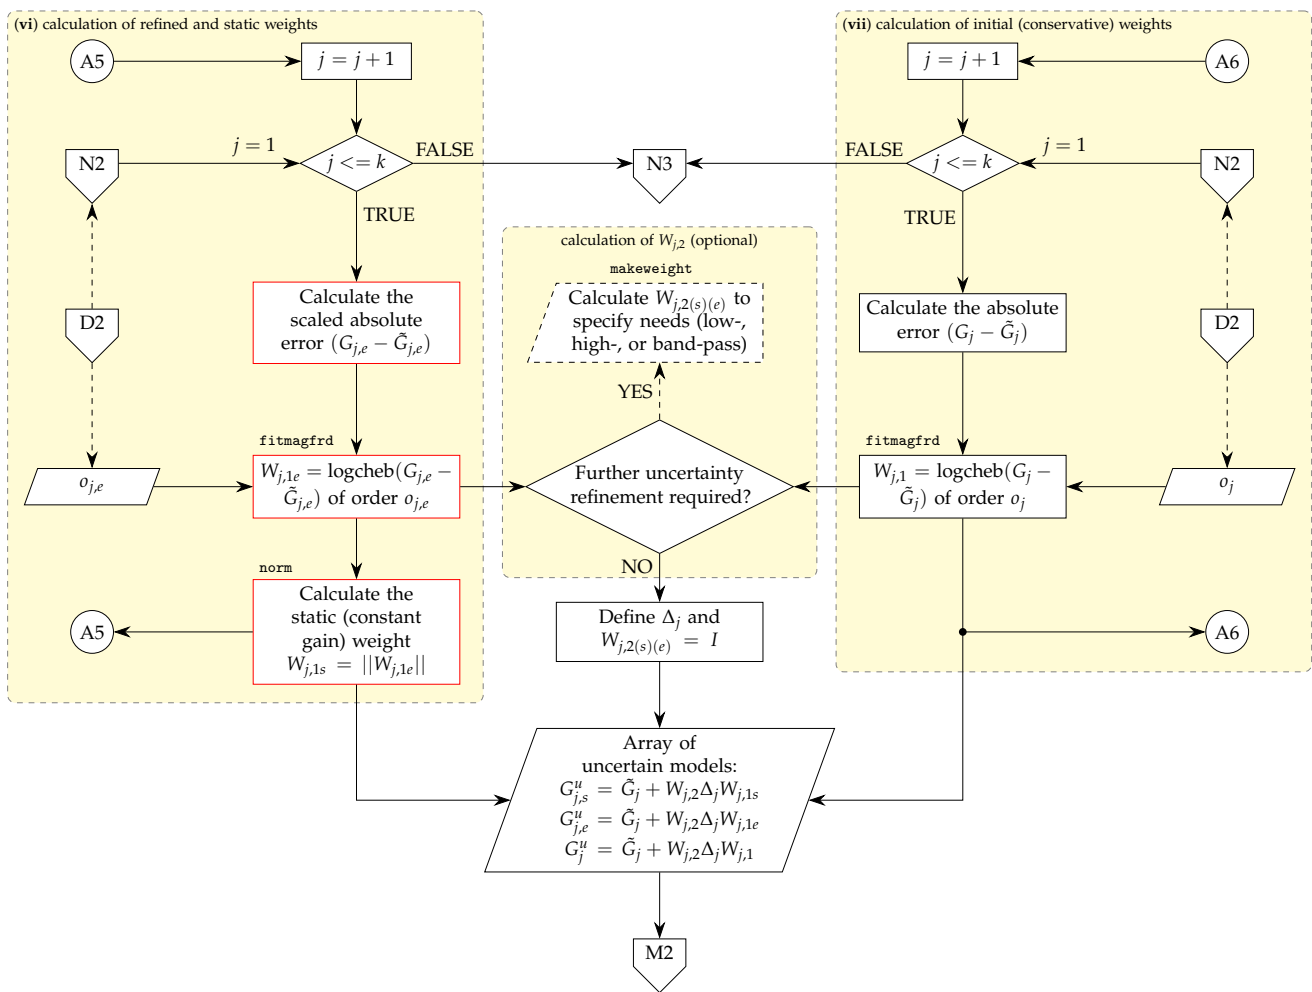 (vi) calculation of refined and static weights
A5
j = j + 1
N2
j = 1
j <= k
FALSE
TRUE
D2
Calculate the
scaled absolute
error (G_{j,e} − G̃_{j,e})
fitmagfrd
o_{j,e}
W_{j,1e} = logcheb(G_{j,e} −
G̃_{j,e}) of order o_{j,e}
norm
Calculate the
static (constant
gain) weight
W_{j,1s} = ||W_{j,1e}||
A5
N3
calculation of W_{j,2} (optional)
makeweight
Calculate W_{j,2(s)(e)} to
specify needs (low-,
high-, or band-pass)
YES
Further uncertainty
refinement required?
NO
Define Δ_j and
W_{j,2(s)(e)} = I
(vii) calculation of initial (conservative) weights
j = j + 1
A6
FALSE
j <= k
j = 1
N2
TRUE
D2
Calculate the absolute
error (G_j − G̃_j)
fitmagfrd
W_{j,1} = logcheb(G_j −
G̃_j) of order o_j
o_j
A6
Array of
uncertain models:
G^u_{j,s} = G̃_j + W_{j,2}Δ_jW_{j,1s}
G^u_{j,e} = G̃_j + W_{j,2}Δ_jW_{j,1e}
G^u_j = G̃_j + W_{j,2}Δ_jW_{j,1}
M2